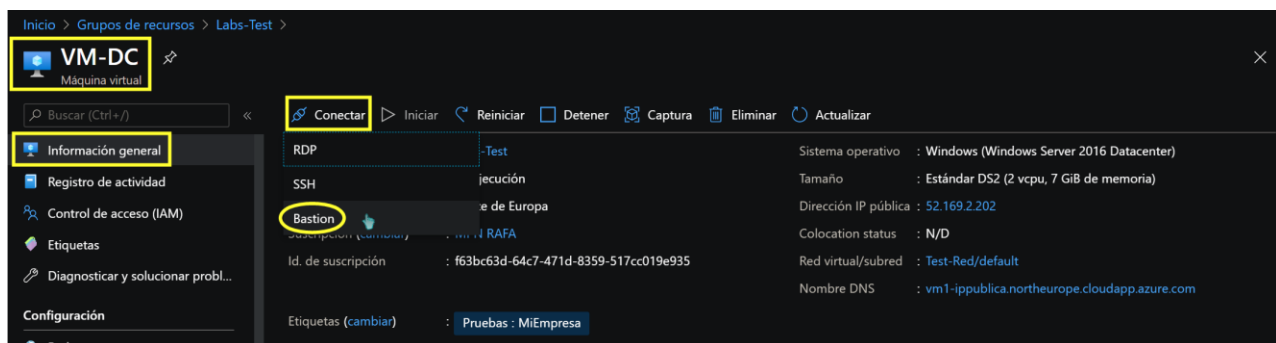 Inicio > Grupos de recursos > Labs-Test >
VM-DC
Máquina virtual
Buscar (Ctrl+/)
Conectar Iniciar Reiniciar Detener Captura Eliminar Actualizar
Información general
Registro de actividad
Control de acceso (IAM)
Etiquetas
Diagnosticar y solucionar probl...
Configuración
RDP
SSH
Bastion
-Test
jecución
te de Europa
: MPN RAFA
Id. de suscripción : f63bc63d-64c7-471d-8359-517cc019e935
Etiquetas (cambiar) : Pruebas : MiEmpresa
Sistema operativo : Windows (Windows Server 2016 Datacenter)
Tamaño : Estándar DS2 (2 vcpu, 7 GiB de memoria)
Dirección IP pública : 52.169.2.202
Colocation status : N/D
Red virtual/subred : Test-Red/default
Nombre DNS : vm1-ippublica.northeurope.cloudapp.azure.com